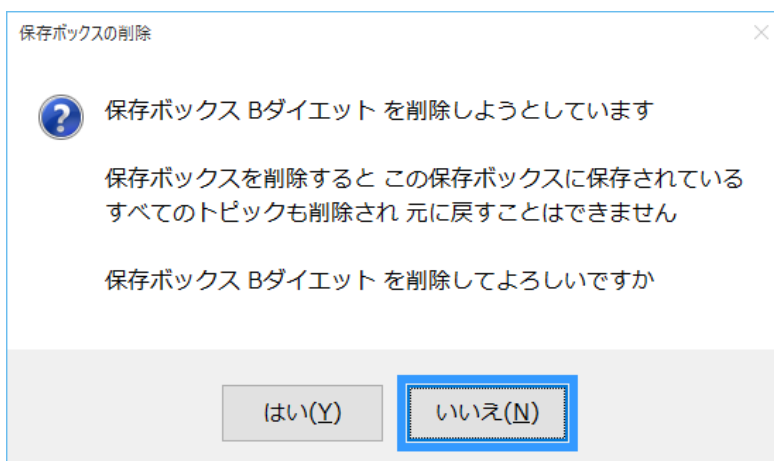 保存ボックスの削除
保存ボックス Bダイエット を削除しようとしています
保存ボックスを削除すると この保存ボックスに保存されている
すべてのトピックも削除され 元に戻すことはできません
保存ボックス Bダイエット を削除してよろしいですか
はい(Y)
いいえ(N)